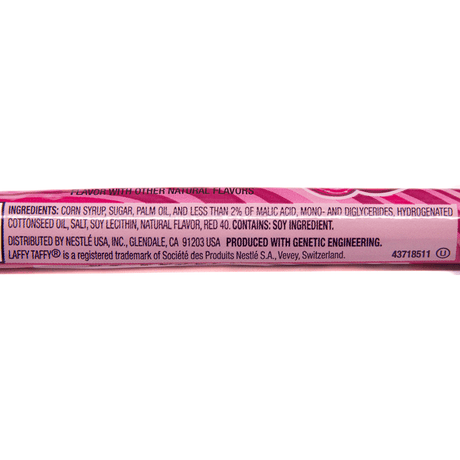 FLAVOR WITH OTHER NATURAL FLAVORS
INGREDIENTS: CORN SYRUP, SUGAR, PALM OIL, AND LESS THAN 2% OF MALIC ACID, MONO- AND DIGLYCERIDES, HYDROGENATED
COTTONSEED OIL, SALT, SOY LECITHIN, NATURAL FLAVOR, RED 40. CONTAINS: SOY INGREDIENT.
DISTRIBUTED BY NESTLÉ USA, INC., GLENDALE, CA 91203 USA PRODUCED WITH GENETIC ENGINEERING.
LAFFY TAFFY® is a registered trademark of Société des Produits Nestlé S.A., Vevey, Switzerland. 43718511 U